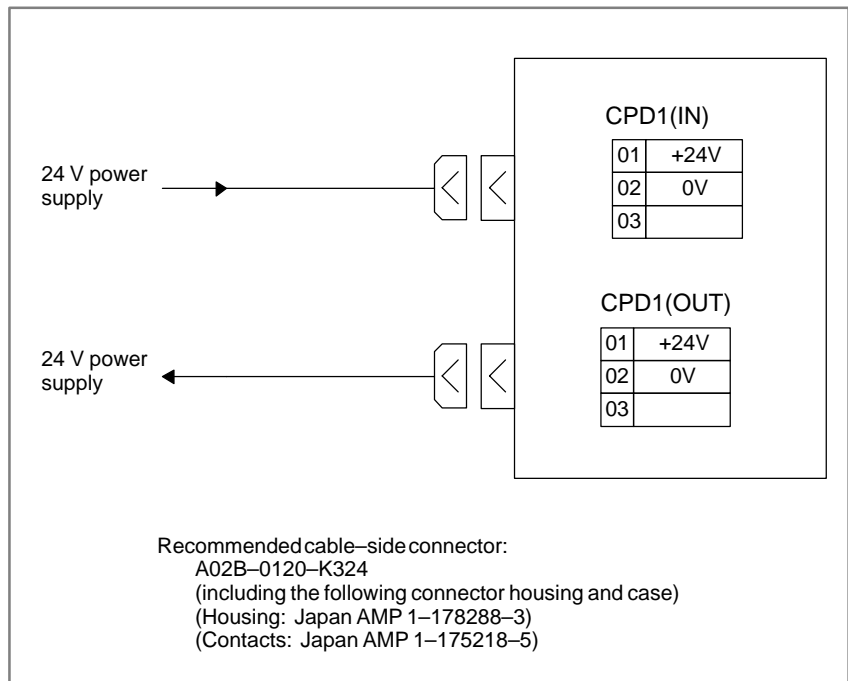 CPD1(IN)
01 +24V
02 0V
03
24 V power
supply
CPD1(OUT)
01 +24V
02 0V
03
24 V power
supply
Recommended cable–side connector:
A02B–0120–K324
(including the following connector housing and case)
(Housing: Japan AMP 1–178288–3)
(Contacts: Japan AMP 1–175218–5)